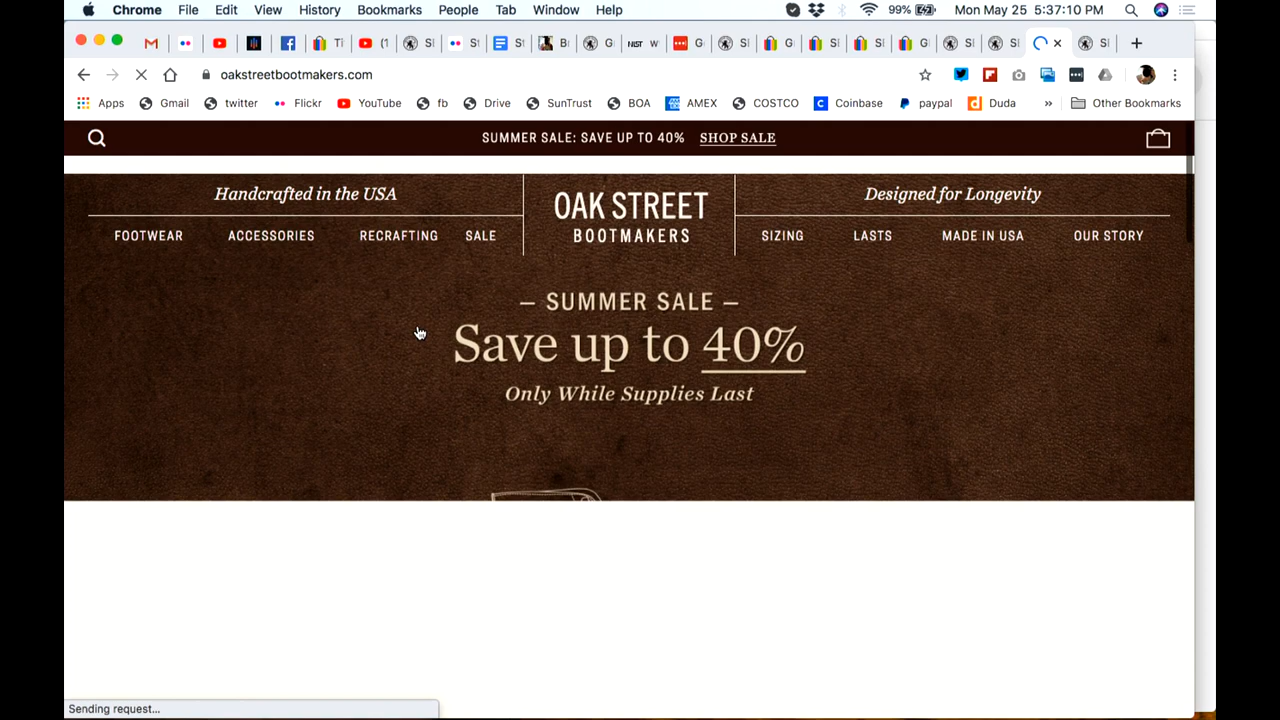 Chrome File Edit View History Bookmarks People Tab Window Help 99% Mon May 25 5:37:10 PM
oakstreetbootmakers.com
Apps Gmail twitter Flickr YouTube fb Drive SunTrust BOA AMEX COSTCO Coinbase paypal Duda » Other Bookmarks
SUMMER SALE: SAVE UP TO 40% SHOP SALE
Handcrafted in the USA
FOOTWEAR ACCESSORIES RECRAFTING SALE
OAK STREET
BOOTMAKERS
Designed for Longevity
SIZING LASTS MADE IN USA OUR STORY
— SUMMER SALE —
Save up to 40%
Only While Supplies Last
Sending request...